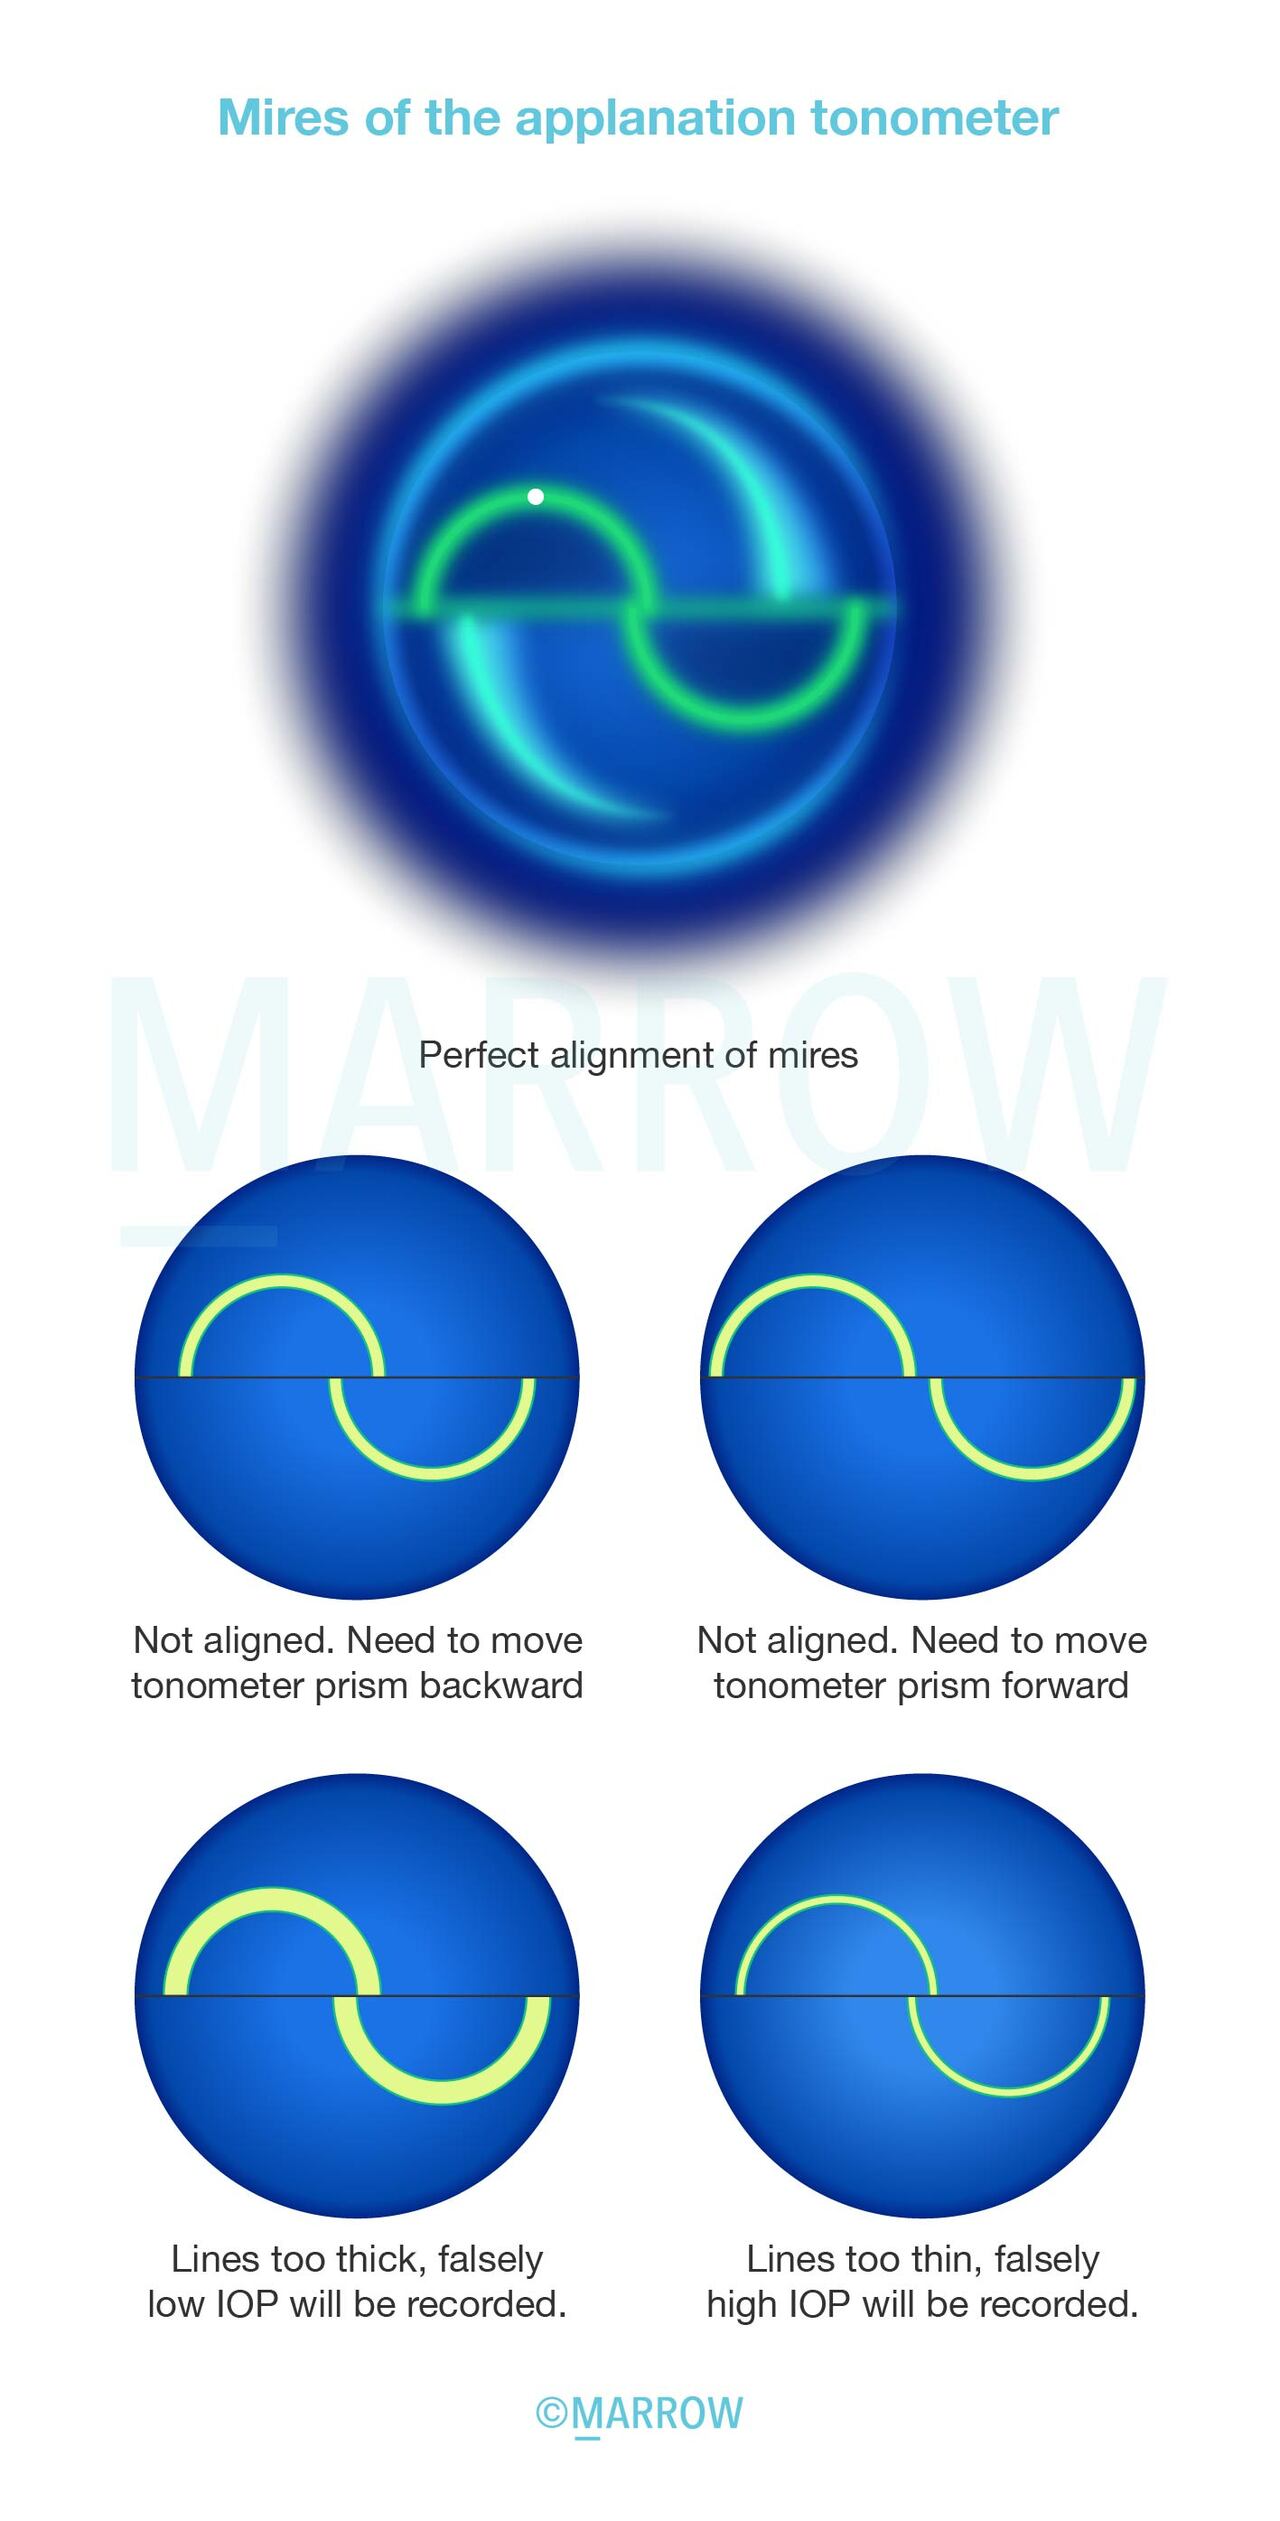 Mires of the applanation tonometer
MARROW
Perfect alignment of mires
Not aligned. Need to move
tonometer prism backward
Not aligned. Need to move
tonometer prism forward
Lines too thick, falsely
low IOP will be recorded.
Lines too thin, falsely
high IOP will be recorded.
©MARROW